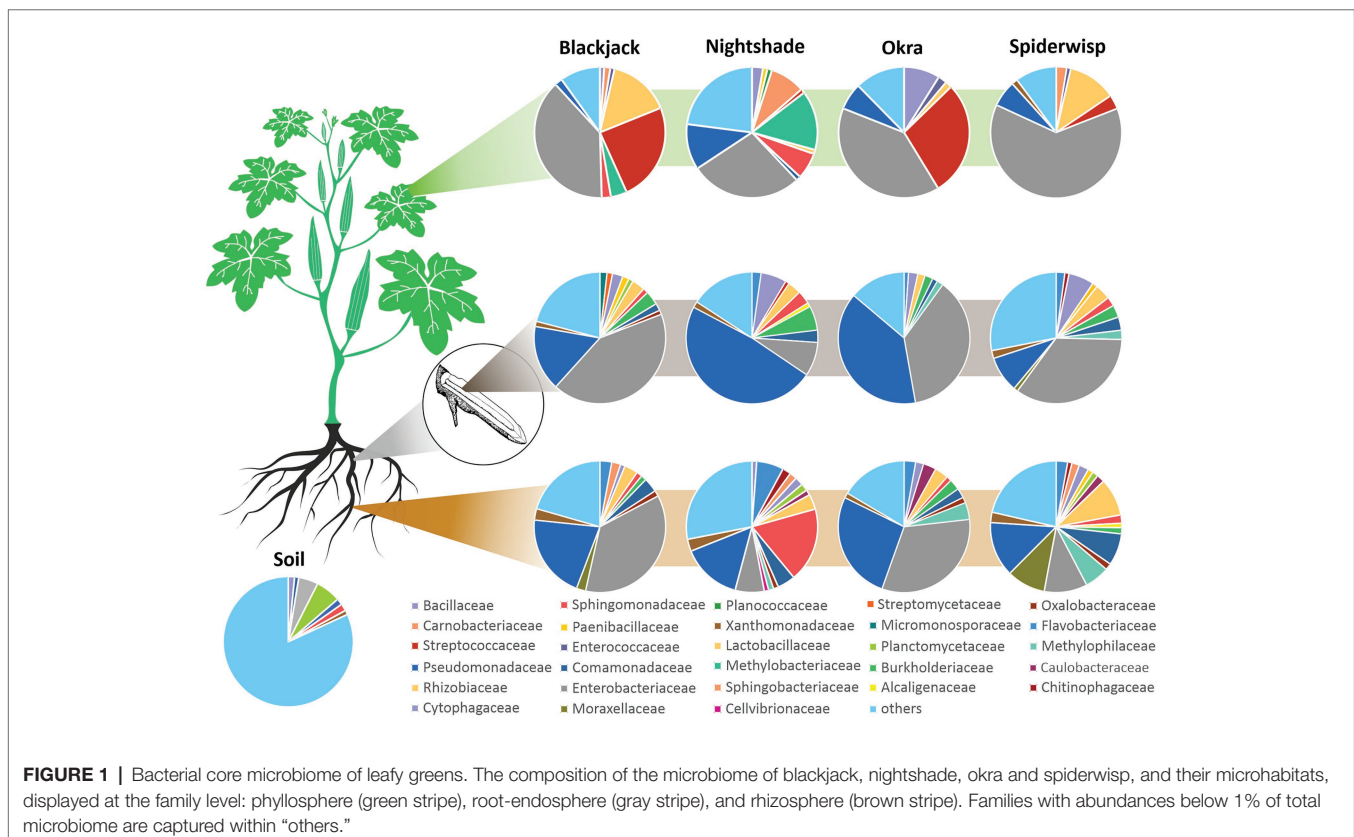 Blackjack Nightshade Okra Spiderwisp
Soil
Bacillaceae Sphingomonadaceae Planococcaceae Streptomycetaceae Oxalobacteraceae
Carnobacteriaceae Paenibacillaceae Xanthomonadaceae Micromonosporaceae Flavobacteriaceae
Streptococcaceae Enterococcaceae Lactobacillaceae Planctomycetaceae Methylophilaceae
Pseudomonadaceae Comamonadaceae Methylobacteriaceae Burkholderiaceae Caulobacteraceae
Rhizobiaceae Enterobacteriaceae Sphingobacteriaceae Alcaligenaceae Chitinophagaceae
Cytophagaceae Moraxellaceae Cellvibrionaceae others
FIGURE 1 | Bacterial core microbiome of leafy greens. The composition of the microbiome of blackjack, nightshade, okra and spiderwisp, and their microhabitats,
displayed at the family level: phyllosphere (green stripe), root-endosphere (gray stripe), and rhizosphere (brown stripe). Families with abundances below 1% of total
microbiome are captured within “others.”